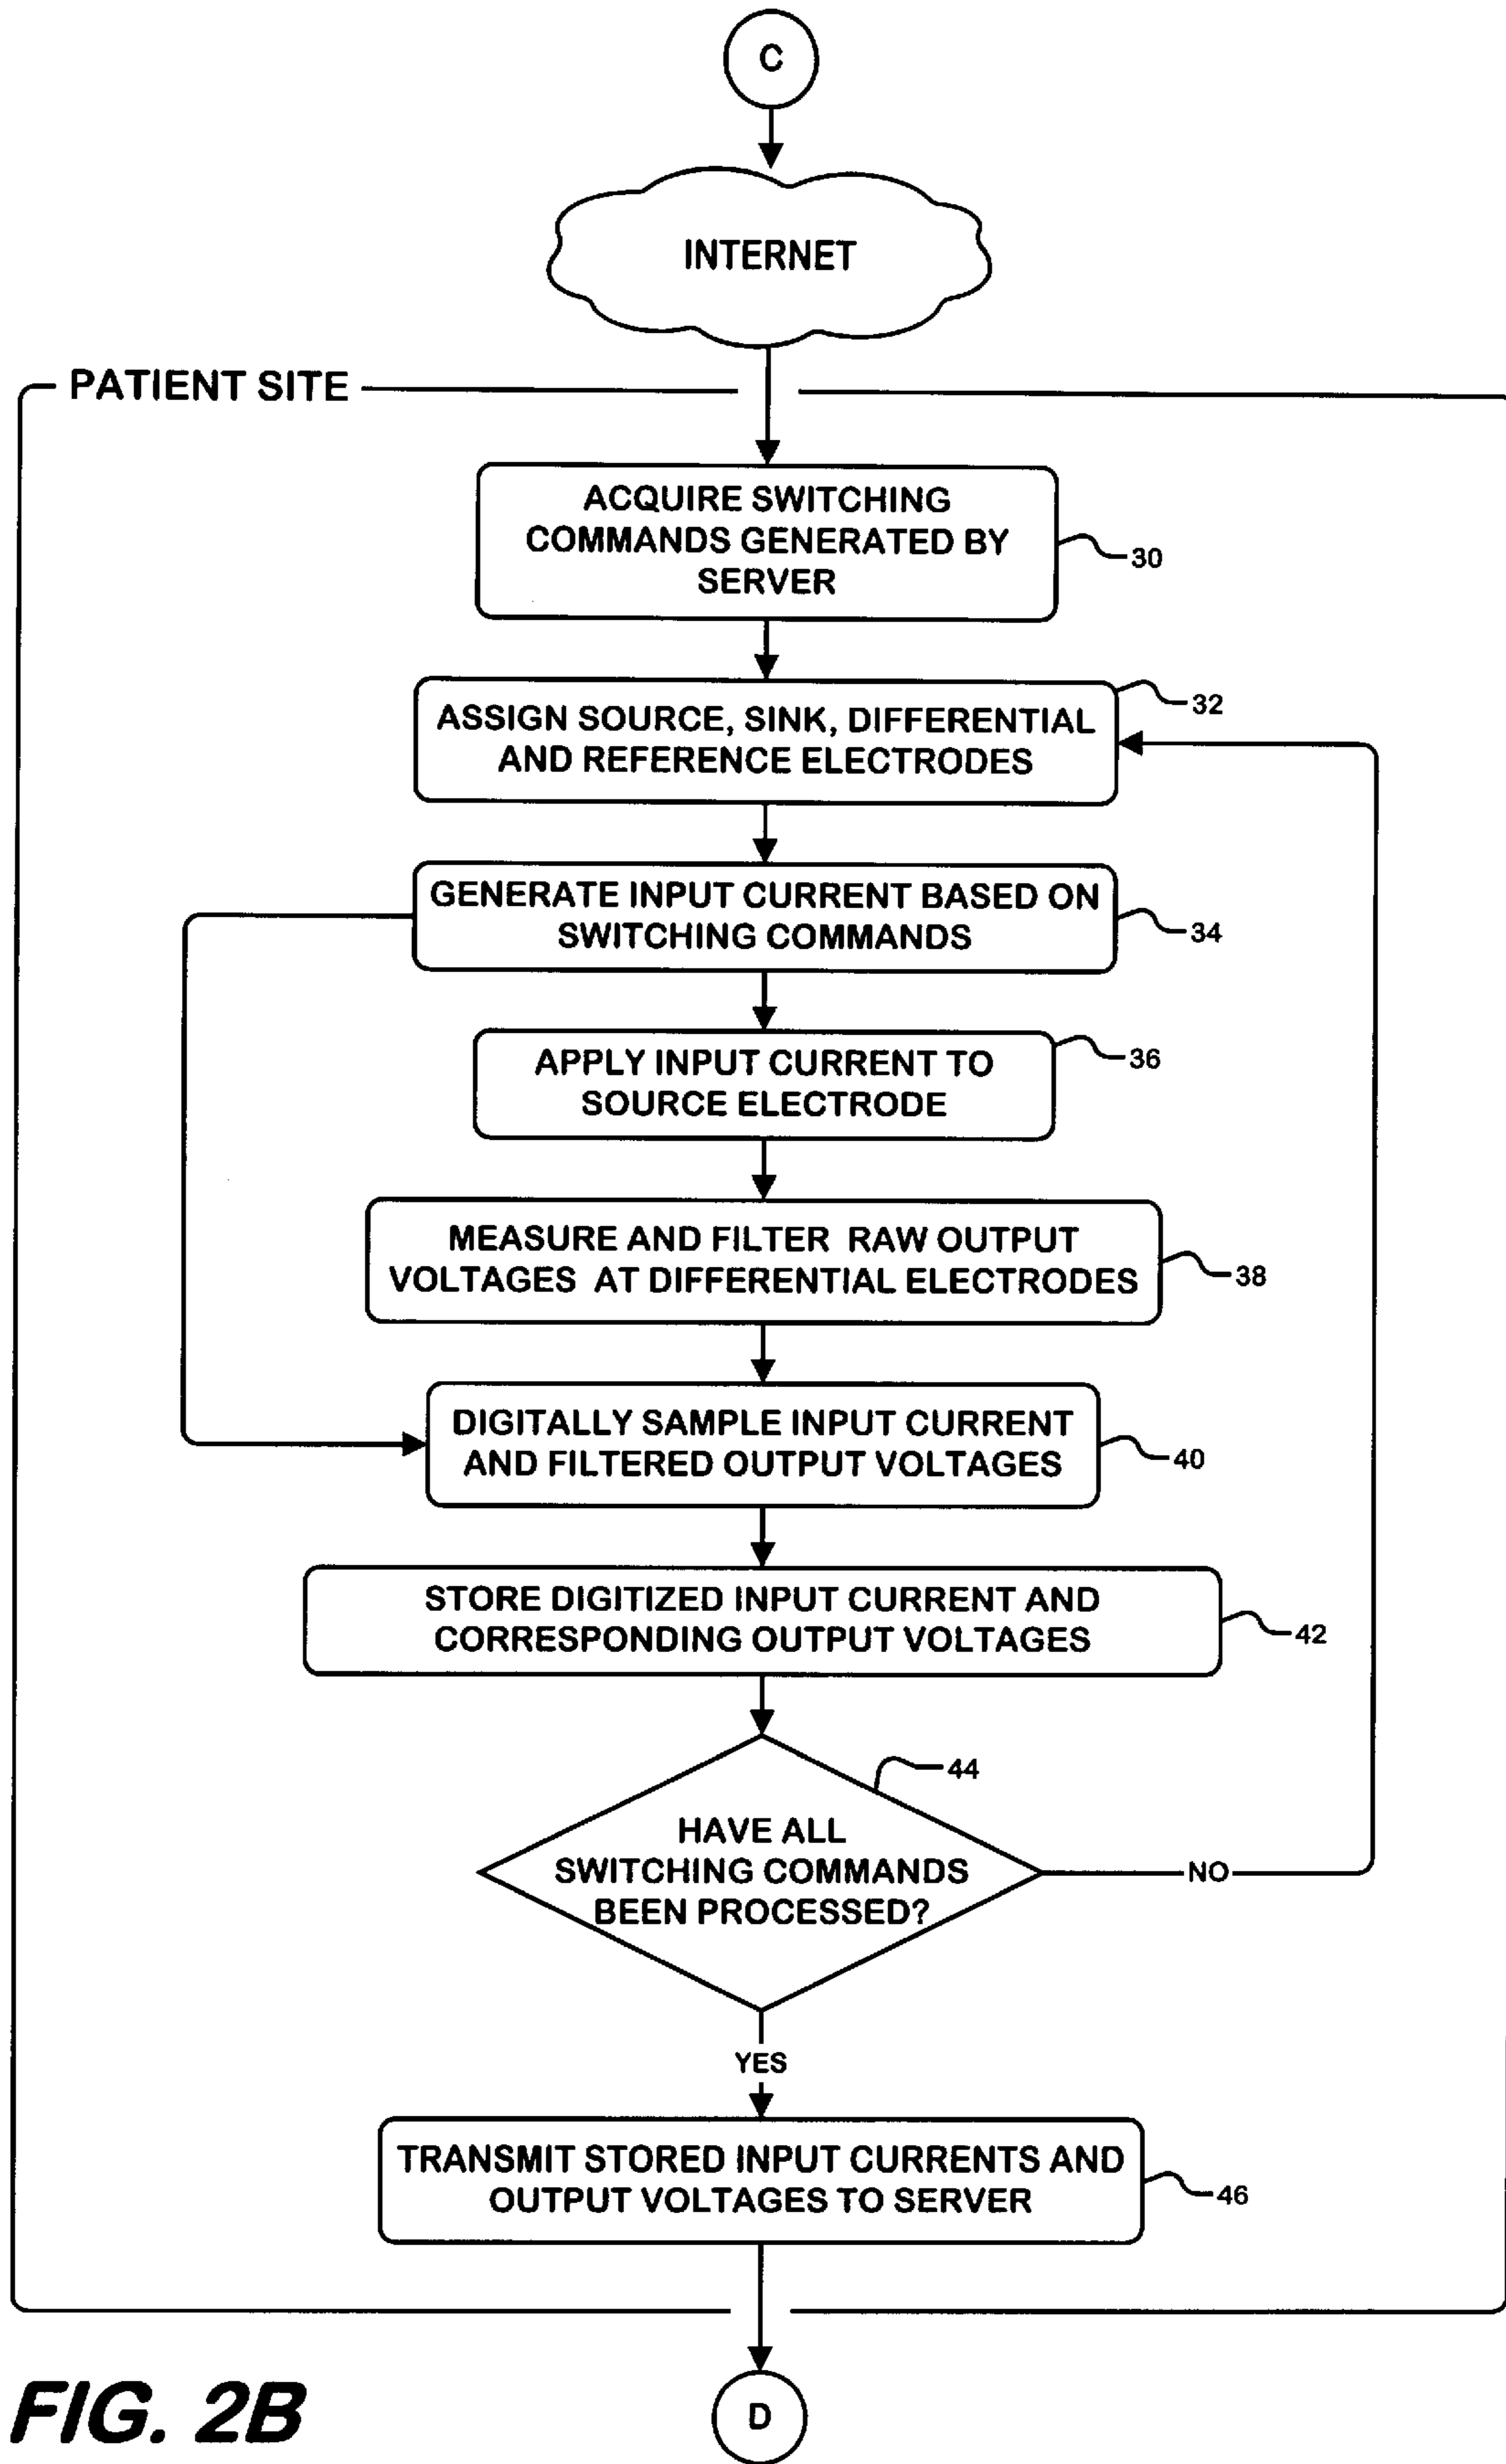 C
INTERNET
PATIENT SITE
ACQUIRE SWITCHING
COMMANDS GENERATED BY
SERVER
30
ASSIGN SOURCE, SINK, DIFFERENTIAL
AND REFERENCE ELECTRODES
32
GENERATE INPUT CURRENT BASED ON
SWITCHING COMMANDS
34
APPLY INPUT CURRENT TO
SOURCE ELECTRODE
36
MEASURE AND FILTER RAW OUTPUT
VOLTAGES AT DIFFERENTIAL ELECTRODES
38
DIGITALLY SAMPLE INPUT CURRENT
AND FILTERED OUTPUT VOLTAGES
40
STORE DIGITIZED INPUT CURRENT AND
CORRESPONDING OUTPUT VOLTAGES
42
44
HAVE ALL
SWITCHING COMMANDS
BEEN PROCESSED?
NO
YES
TRANSMIT STORED INPUT CURRENTS AND
OUTPUT VOLTAGES TO SERVER
46
D
FIG. 2B